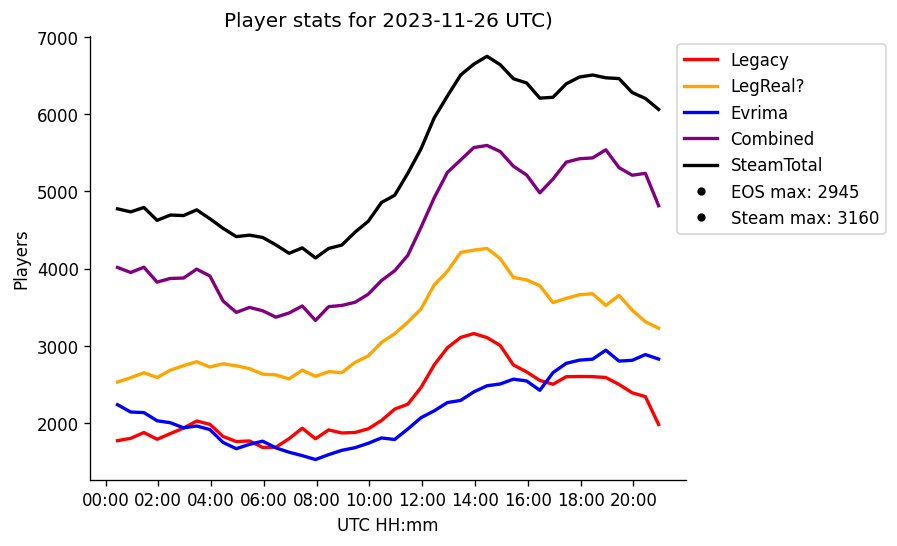 Player stats for 2023-11-26 UTC)
7000
6000
5000
4000
3000
2000
Players
00:00 02:00 04:00 06:00 08:00 10:00 12:00 14:00 16:00 18:00 20:00
UTC HH:mm
Legacy
LegReal?
Evrima
Combined
SteamTotal
EOS max: 2945
Steam max: 3160